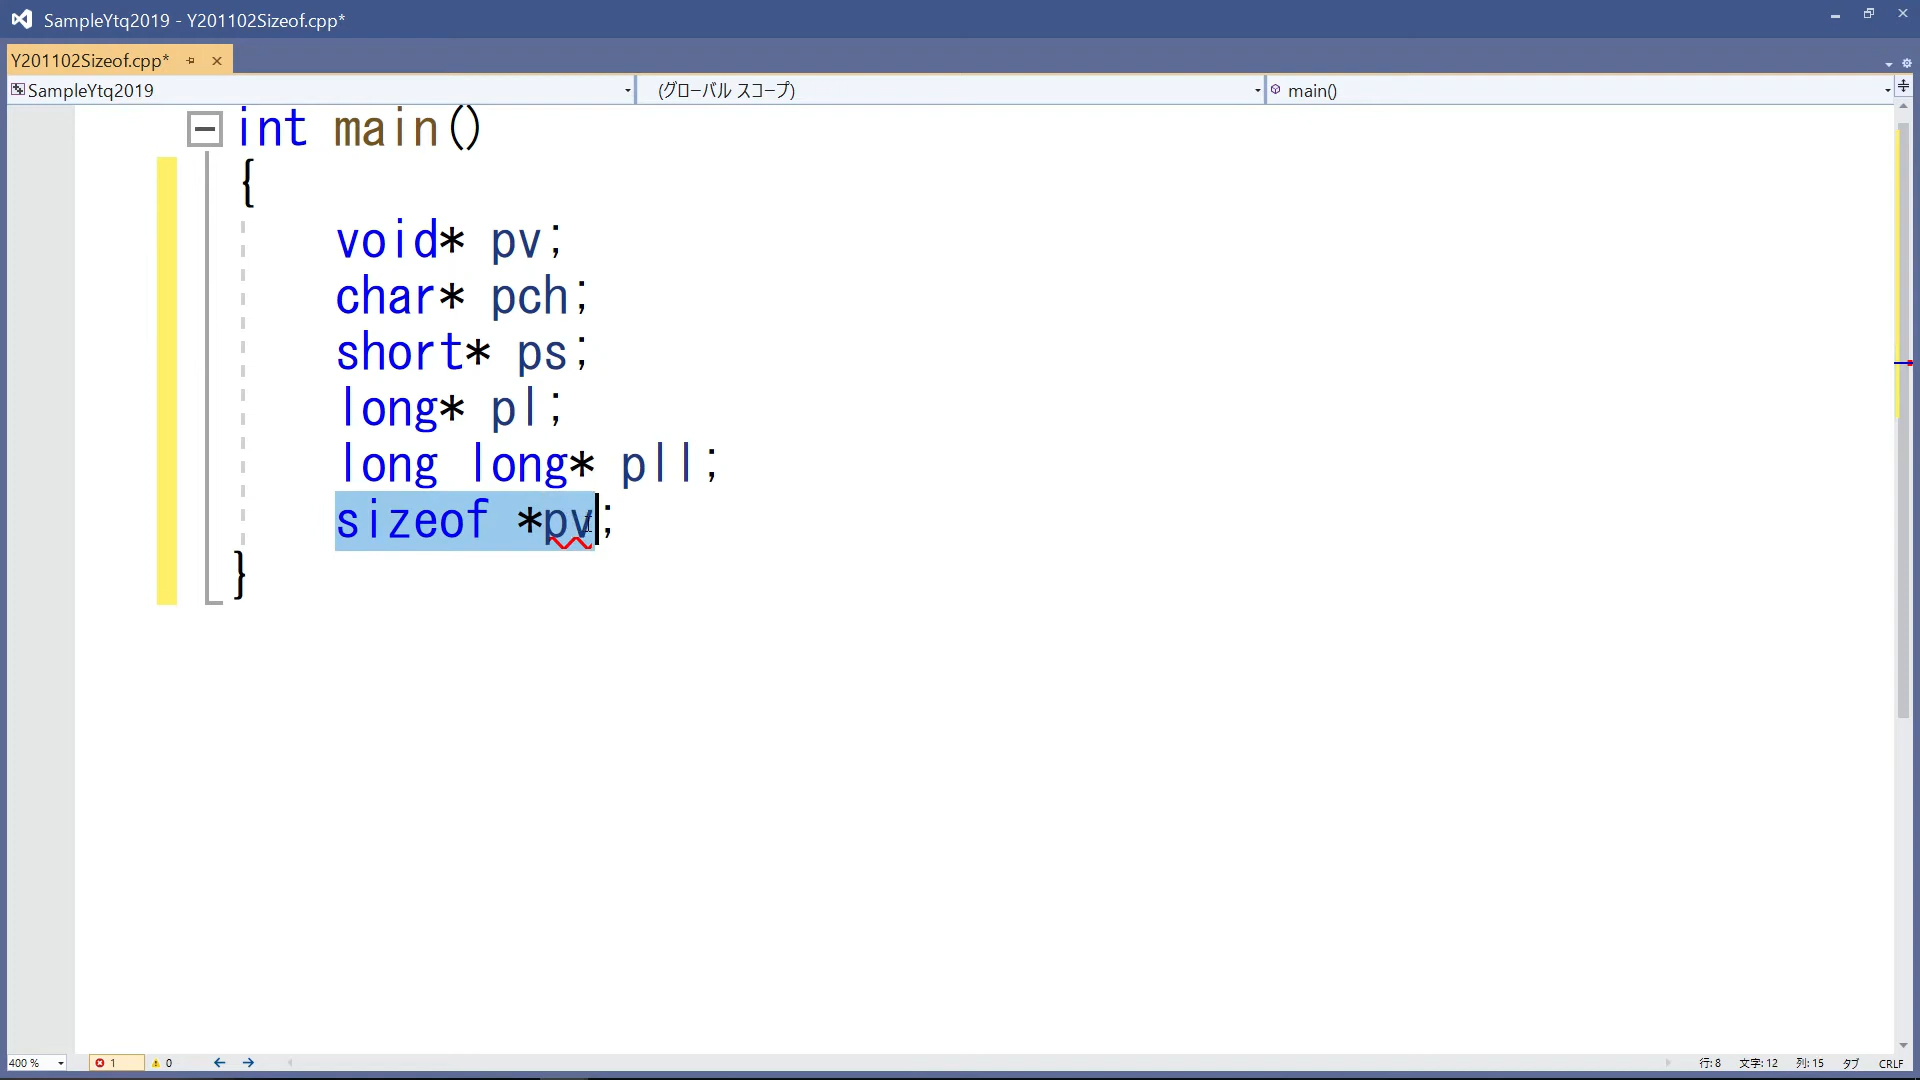 SampleYtq2019 - Y201102Sizeof.cpp*
Y201102Sizeof.cpp*
SampleYtq2019
(グローバル スコープ)
main()
int main()
{
void* pv;
char* pch;
short* ps;
long* pl;
long long* pll;
sizeof *pv;
}
400 %
1
0
行: 8
文字: 12
列: 15
タブ
CRLF